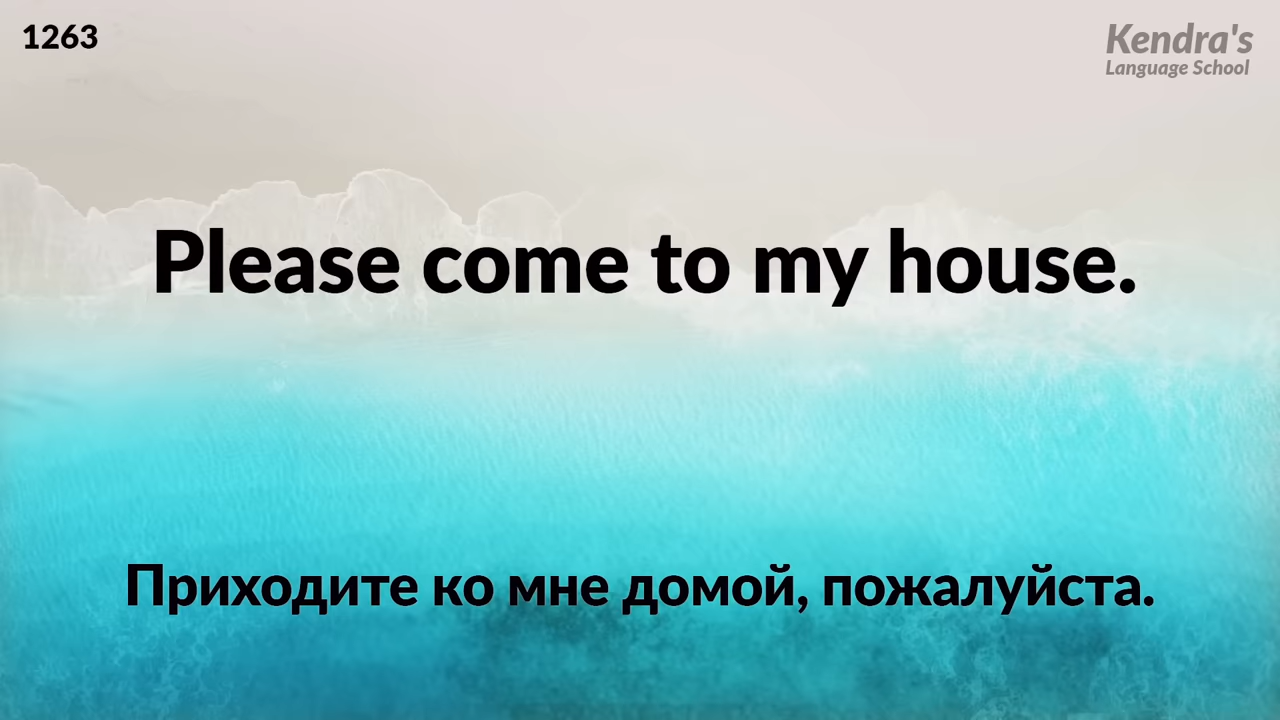 1263
Kendra's
Language School
Please come to my house.
Приходите ко мне домой, пожалуйста.